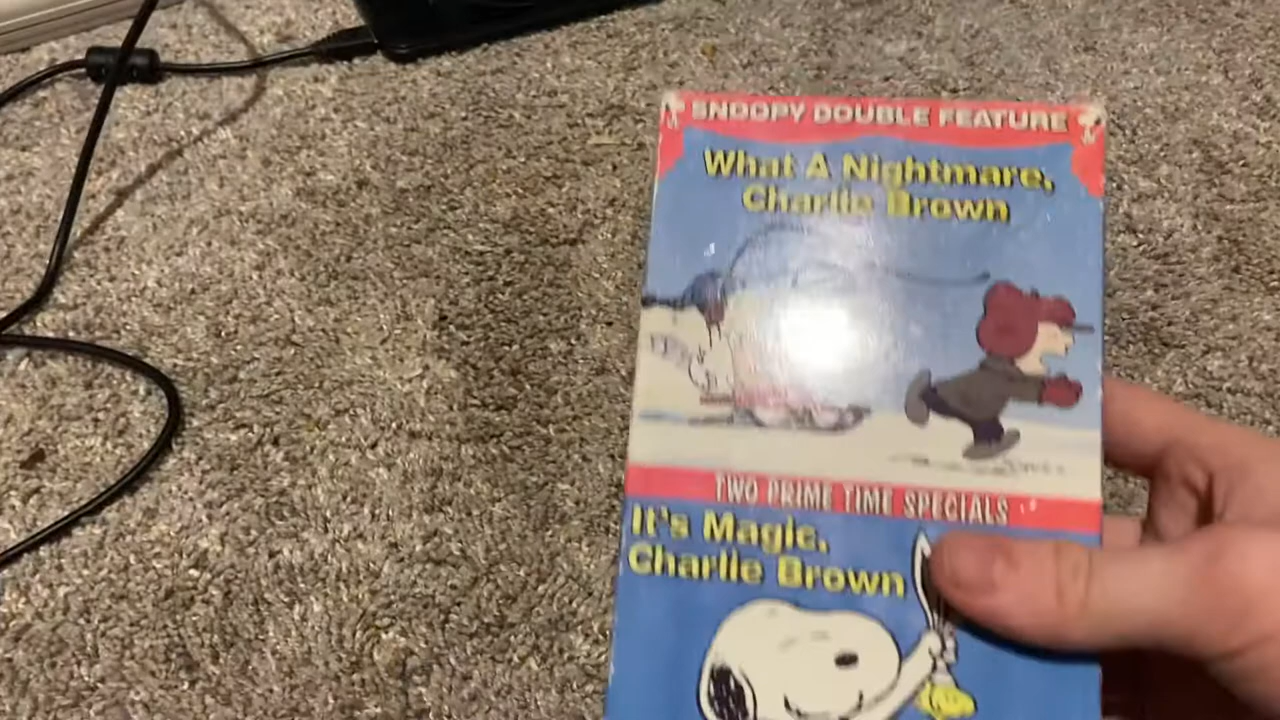 SNOOPY DOUBLE FEATURE
What A Nightmare,
Charlie Brown
TWO PRIME TIME SPECIALS
It's Magic,
Charlie Brown